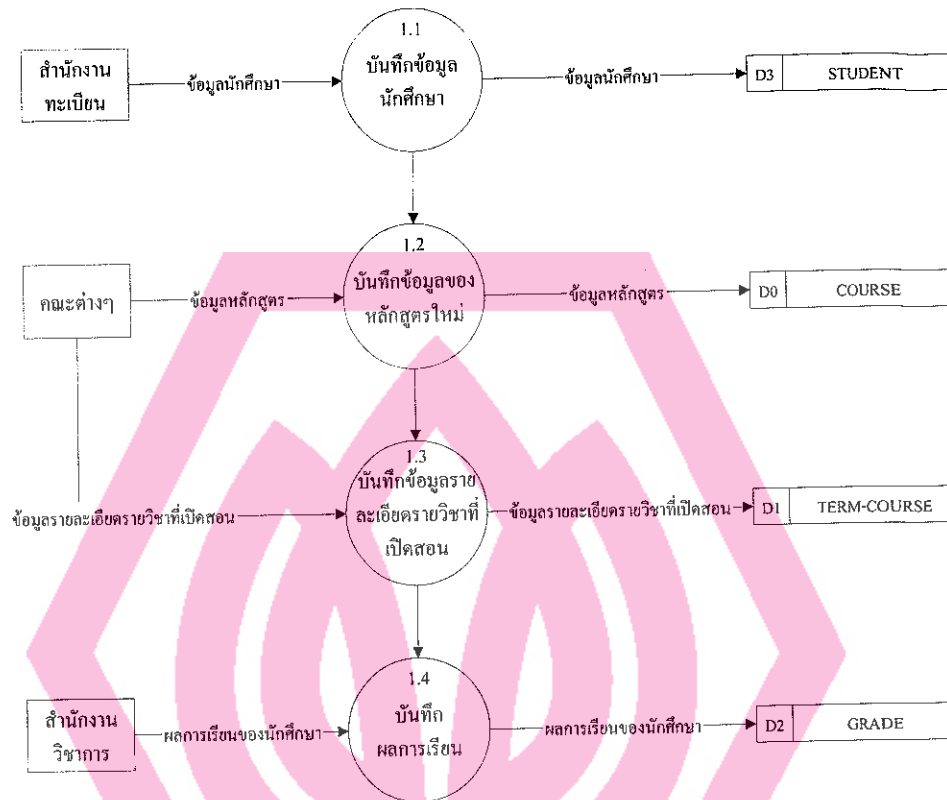 1.1
สำนักงาน
ทะเบียน
ข้อมูลนักศึกษา
บันทึกข้อมูล
นักศึกษา
ข้อมูลนักศึกษา
D3
STUDENT
1.2
คณะต่างๆ
ข้อมูลหลักสูตร
บันทึกข้อมูลของ
หลักสูตรใหม่
ข้อมูลหลักสูตร
D0
COURSE
1.3
ข้อมูลรายละเอียดรายวิชาที่เปิดสอน
บันทึกข้อมูลราย
ละเอียดรายวิชาที่
เปิดสอน
ข้อมูลรายละเอียดรายวิชาที่เปิดสอน
D1
TERM-COURSE
1.4
สำนักงาน
วิชาการ
ผลการเรียนของนักศึกษา
บันทึก
ผลการเรียน
ผลการเรียนของนักศึกษา
D2
GRADE